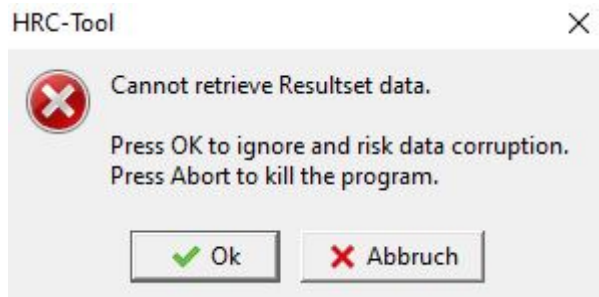 HRC-Tool
Cannot retrieve Resultset data.
Press OK to ignore and risk data corruption.
Press Abort to kill the program.
Ok
Abbruch